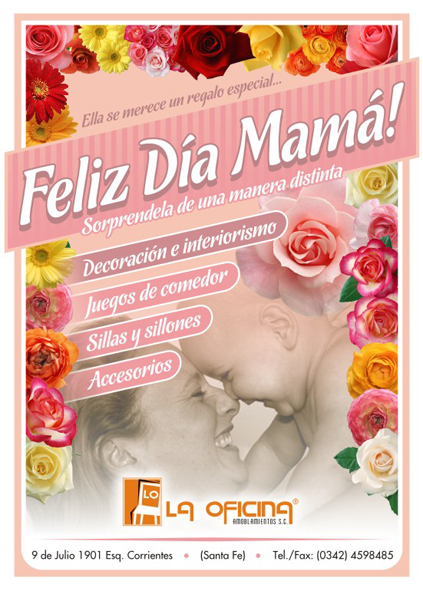 Ella se merece un regalo especial...
Feliz Día Mamá!
Sorprendela de una manera distinta
Decoración e interiorismo
Juegos de comedor
Sillas y sillones
Accesorios
LO
LA OFICINA®
AMOBLAMIENTOS S.C.
9 de Julio 1901 Esq. Corrientes • (Santa Fe) • Tel./Fax: (0342) 4598485